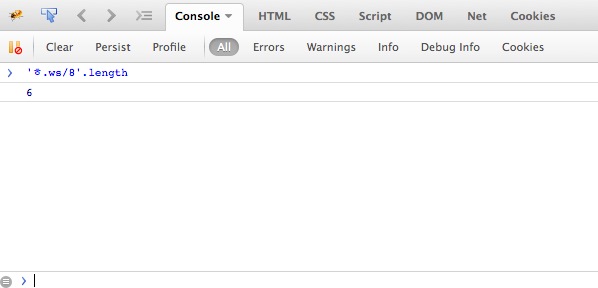 Console HTML CSS Script DOM Net Cookies
Clear Persist Profile All Errors Warnings Info Debug Info Cookies
> 'ㅎ.ws/8'.length
6
>